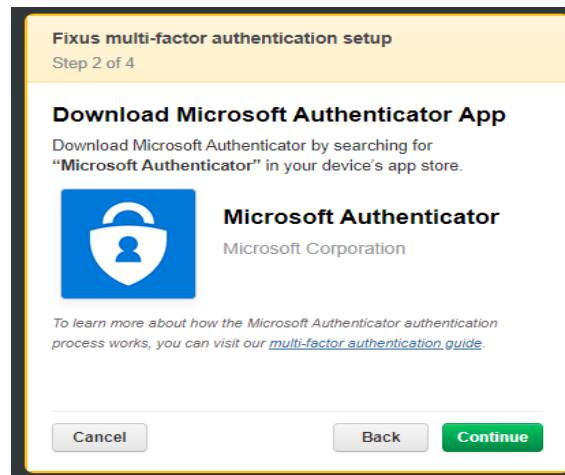 Fixus multi-factor authentication setup
Step 2 of 4
Download Microsoft Authenticator App
Download Microsoft Authenticator by searching for
“Microsoft Authenticator” in your device’s app store.
Microsoft Authenticator
Microsoft Corporation
To learn more about how the Microsoft Authenticator authentication
process works, you can visit our multi-factor authentication guide.
Cancel
Back
Continue